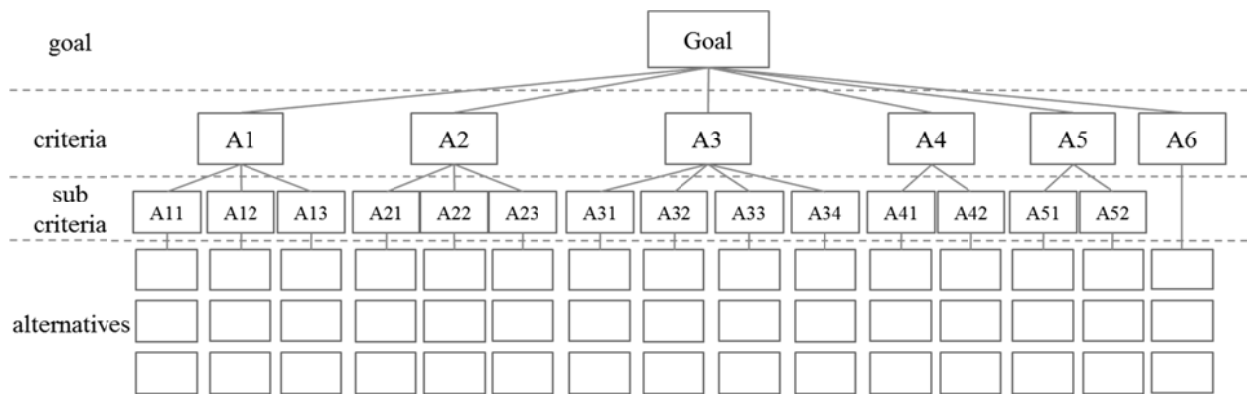 goal
Goal
criteria
A1 A2 A3 A4 A5 A6
sub
criteria
A11 A12 A13 A21 A22 A23 A31 A32 A33 A34 A41 A42 A51 A52
alternatives